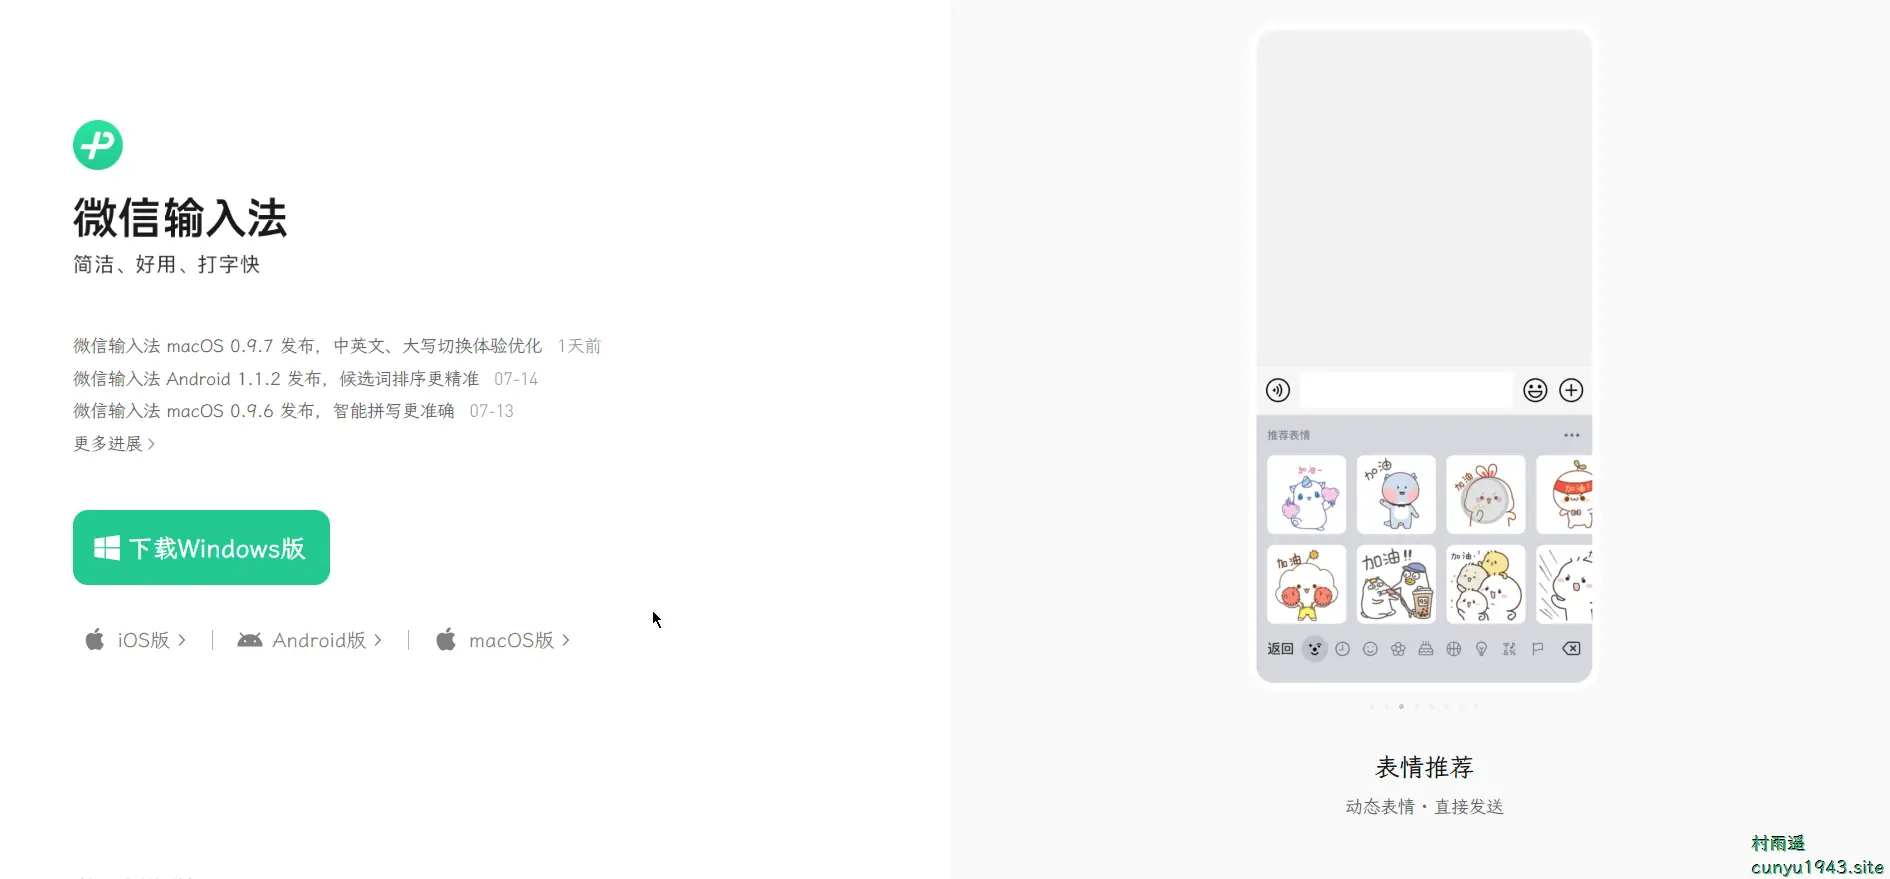 微信输入法
简洁、好用、打字快
微信输入法 macOS 0.9.7 发布，中英文、大写切换体验优化 1天前
微信输入法 Android 1.1.2 发布，候选词排序更精准 07-14
微信输入法 macOS 0.9.6 发布，智能拼写更准确 07-13
更多进展 >
下载Windows版
iOS版 > | Android版 > | macOS版 >
推荐表情
加油~
加油
加油
加油!
加油
加油!!
加油!
返回
表情推荐
动态表情·直接发送
村雨遥
cunyu1943.site